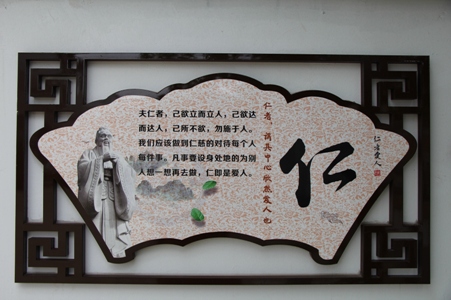 夫仁者，己欲立而立人，己欲达
而达人，己所不欲，勿施于人。
我们应该做到仁慈的对待每个人
每件事。凡事要设身处地的为别
人想一想再去做，仁即是爱人。
仁者，谓其中心欣然爱人也
仁
仁者爱人